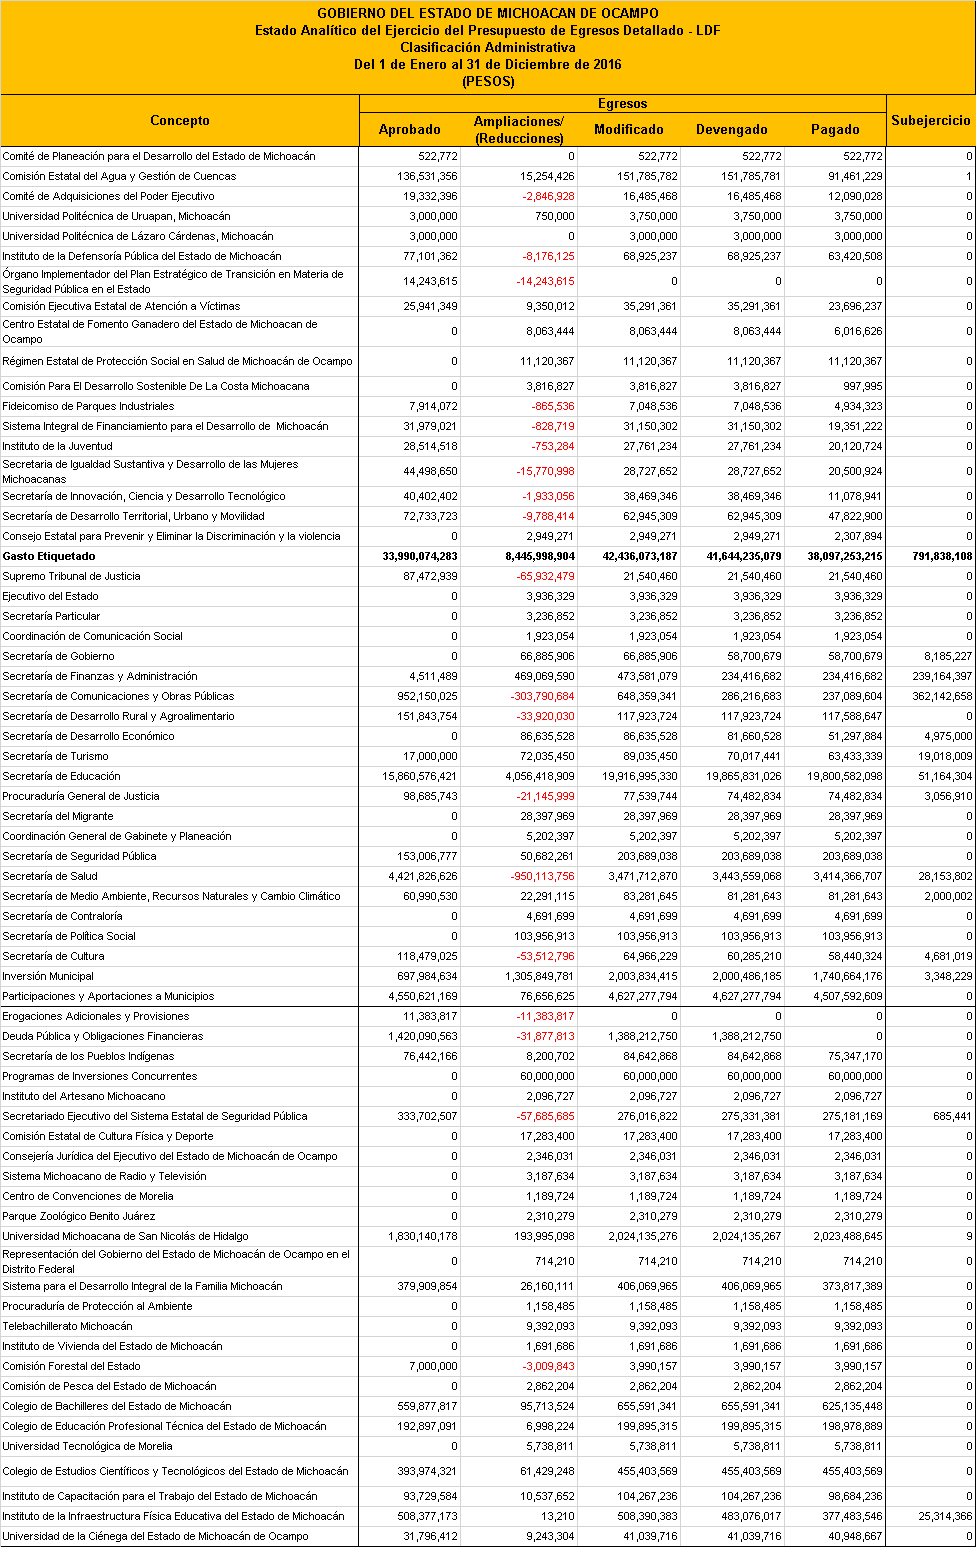 GOBIERNO DEL ESTADO DE MICHOACAN DE OCAMPO
Estado Analítico del Ejercicio del Presupuesto de Egresos Detallado - LDF
Clasificación Administrativa
Del 1 de Enero al 31 de Diciembre de 2016
(PESOS)
Concepto Egresos Subejercicio
Aprobado Ampliaciones/ (Reducciones) Modificado Devengado Pagado
Comité de Planeación para el Desarrollo del Estado de Michoacán 522,772 0 522,772 522,772 522,772 0
Comisión Estatal del Agua y Gestión de Cuencas 136,531,356 15,254,426 151,785,782 151,785,781 91,461,229 1
Comité de Adquisiciones del Poder Ejecutivo 19,332,396 -2,846,928 16,485,468 16,485,468 12,090,028 0
Universidad Politécnica de Uruapan, Michoacán 3,000,000 750,000 3,750,000 3,750,000 3,750,000 0
Universidad Politécnica de Lázaro Cárdenas, Michoacán 3,000,000 0 3,000,000 3,000,000 3,000,000 0
Instituto de la Defensoría Pública del Estado de Michoacán 77,101,362 -8,176,125 68,925,237 68,925,237 63,420,508 0
Órgano Implementador del Plan Estratégico de Transición en Materia de
Seguridad Pública en el Estado 14,243,615 -14,243,615 0 0 0 0
Comisión Ejecutiva Estatal de Atención a Víctimas 25,941,349 9,350,012 35,291,361 35,291,361 23,696,237 0
Centro Estatal de Fomento Ganadero del Estado de Michoacan de
Ocampo 0 8,063,444 8,063,444 8,063,444 6,016,626 0
Régimen Estatal de Protección Social en Salud de Michoacán de Ocampo 0 11,120,367 11,120,367 11,120,367 11,120,367 0
Comisión Para El Desarrollo Sostenible De La Costa Michoacana 0 3,816,827 3,816,827 3,816,827 997,995 0
Fideicomiso de Parques Industriales 7,914,072 -865,536 7,048,536 7,048,536 4,934,323 0
Sistema Integral de Financiamiento para el Desarrollo de Michoacán 31,979,021 -828,719 31,150,302 31,150,302 19,351,222 0
Instituto de la Juventud 28,514,518 -753,284 27,761,234 27,761,234 20,120,724 0
Secretaria de Igualdad Sustantiva y Desarrollo de las Mujeres
Michoacanas 44,498,650 -15,770,998 28,727,652 28,727,652 20,500,924 0
Secretaría de Innovación, Ciencia y Desarrollo Tecnológico 40,402,402 -1,933,056 38,469,346 38,469,346 11,078,941 0
Secretaría de Desarrollo Territorial, Urbano y Movilidad 72,733,723 -9,788,414 62,945,309 62,945,309 47,822,900 0
Consejo Estatal para Prevenir y Eliminar la Discriminación y la violencia 0 2,949,271 2,949,271 2,949,271 2,307,894 0
Gasto Etiquetado 33,990,074,283 8,445,998,904 42,436,073,187 41,644,235,079 38,097,253,215 791,838,108
Supremo Tribunal de Justicia 87,472,939 -65,932,479 21,540,460 21,540,460 21,540,460 0
Ejecutivo del Estado 0 3,936,329 3,936,329 3,936,329 3,936,329 0
Secretaría Particular 0 3,236,852 3,236,852 3,236,852 3,236,852 0
Coordinación de Comunicación Social 0 1,923,054 1,923,054 1,923,054 1,923,054 0
Secretaría de Gobierno 0 66,885,906 66,885,906 58,700,679 58,700,679 8,185,227
Secretaría de Finanzas y Administración 4,511,489 469,069,590 473,581,079 234,416,682 234,416,682 239,164,397
Secretaría de Comunicaciones y Obras Públicas 952,150,025 -303,790,684 648,359,341 286,216,683 237,089,604 362,142,658
Secretaría de Desarrollo Rural y Agroalimentario 151,843,754 -33,920,030 117,923,724 117,923,724 117,588,647 0
Secretaría de Desarrollo Económico 0 86,635,528 86,635,528 81,660,528 51,297,884 4,975,000
Secretaría de Turismo 17,000,000 72,035,450 89,035,450 70,017,441 63,433,339 19,018,009
Secretaría de Educación 15,860,576,421 4,056,418,909 19,916,995,330 19,865,831,026 19,800,582,098 51,164,304
Procuraduría General de Justicia 98,685,743 -21,145,999 77,539,744 74,482,834 74,482,834 3,056,910
Secretaría del Migrante 0 28,397,969 28,397,969 28,397,969 28,397,969 0
Coordinación General de Gabinete y Planeación 0 5,202,397 5,202,397 5,202,397 5,202,397 0
Secretaría de Seguridad Pública 153,006,777 50,682,261 203,689,038 203,689,038 203,689,038 0
Secretaría de Salud 4,421,826,626 -950,113,756 3,471,712,870 3,443,559,068 3,414,366,707 28,153,802
Secretaría de Medio Ambiente, Recursos Naturales y Cambio Climático 60,990,530 22,291,115 83,281,645 81,281,643 81,281,643 2,000,002
Secretaría de Contraloría 0 4,691,699 4,691,699 4,691,699 4,691,699 0
Secretaría de Política Social 0 103,956,913 103,956,913 103,956,913 103,956,913 0
Secretaría de Cultura 118,479,025 -53,512,796 64,966,229 60,285,210 58,440,324 4,681,019
Inversión Municipal 697,984,634 1,305,849,781 2,003,834,415 2,000,486,185 1,740,664,176 3,348,229
Participaciones y Aportaciones a Municipios 4,550,621,169 76,656,625 4,627,277,794 4,627,277,794 4,507,592,609 0
Erogaciones Adicionales y Provisiones 11,383,817 -11,383,817 0 0 0 0
Deuda Pública y Obligaciones Financieras 1,420,090,563 -31,877,813 1,388,212,750 1,388,212,750 0 0
Secretaría de los Pueblos Indígenas 76,442,166 8,200,702 84,642,868 84,642,868 75,347,170 0
Programas de Inversiones Concurrentes 0 60,000,000 60,000,000 60,000,000 60,000,000 0
Instituto del Artesano Michoacano 0 2,096,727 2,096,727 2,096,727 2,096,727 0
Secretariado Ejecutivo del Sistema Estatal de Seguridad Pública 333,702,507 -57,685,685 276,016,822 275,331,381 275,181,169 685,441
Comisión Estatal de Cultura Física y Deporte 0 17,283,400 17,283,400 17,283,400 17,283,400 0
Consejería Jurídica del Ejecutivo del Estado de Michoacán de Ocampo 0 2,346,031 2,346,031 2,346,031 2,346,031 0
Sistema Michoacano de Radio y Televisión 0 3,187,634 3,187,634 3,187,634 3,187,634 0
Centro de Convenciones de Morelia 0 1,189,724 1,189,724 1,189,724 1,189,724 0
Parque Zoológico Benito Juárez 0 2,310,279 2,310,279 2,310,279 2,310,279 0
Universidad Michoacana de San Nicolás de Hidalgo 1,830,140,178 193,995,098 2,024,135,276 2,024,135,267 2,023,488,645 9
Representación del Gobierno del Estado de Michoacán de Ocampo en el
Distrito Federal 0 714,210 714,210 714,210 714,210 0
Sistema para el Desarrollo Integral de la Familia Michoacán 379,909,854 26,160,111 406,069,965 406,069,965 373,817,389 0
Procuraduría de Protección al Ambiente 0 1,158,485 1,158,485 1,158,485 1,158,485 0
Telebachillerato Michoacán 0 9,392,093 9,392,093 9,392,093 9,392,093 0
Instituto de Vivienda del Estado de Michoacán 0 1,691,686 1,691,686 1,691,686 1,691,686 0
Comisión Forestal del Estado 7,000,000 -3,009,843 3,990,157 3,990,157 3,990,157 0
Comisión de Pesca del Estado de Michoacán 0 2,862,204 2,862,204 2,862,204 2,862,204 0
Colegio de Bachilleres del Estado de Michoacán 559,877,817 95,713,524 655,591,341 655,591,341 625,135,448 0
Colegio de Educación Profesional Técnica del Estado de Michoacán 192,897,091 6,998,224 199,895,315 199,895,315 198,978,889 0
Universidad Tecnológica de Morelia 0 5,738,811 5,738,811 5,738,811 5,738,811 0
Colegio de Estudios Científicos y Tecnológicos del Estado de Michoacán 393,974,321 61,429,248 455,403,569 455,403,569 455,403,569 0
Instituto de Capacitación para el Trabajo del Estado de Michoacán 93,729,584 10,537,652 104,267,236 104,267,236 98,684,236 0
Instituto de la Infraestructura Física Educativa del Estado de Michoacán 508,377,173 13,210 508,390,383 483,076,017 377,483,546 25,314,366
Universidad de la Ciénega del Estado de Michoacán de Ocampo 31,796,412 9,243,304 41,039,716 41,039,716 40,948,667 0